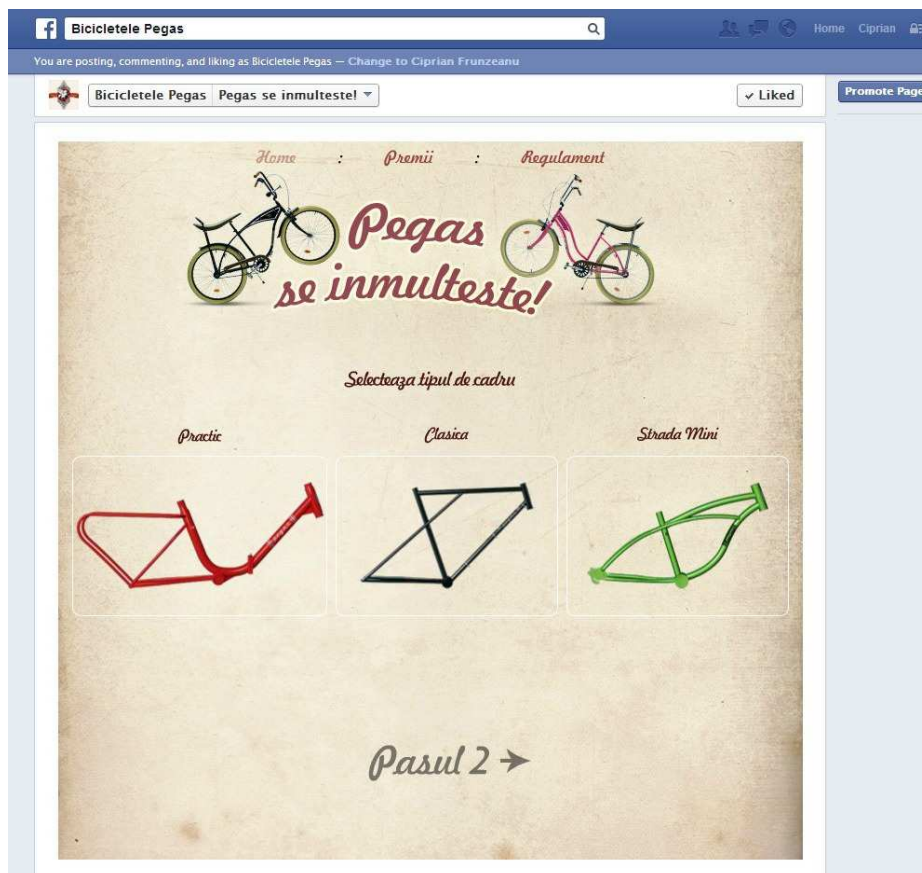 Bicicletele Pegas
Home Ciprian
You are posting, commenting, and liking as Bicicletele Pegas — Change to Ciprian Frunzeanu
Bicicletele Pegas Pegas se inmulteste!
✓ Liked
Promote Page
Home : Premii : Regulament
Pegas
se inmulteste!
Selecteaza tipul de cadru
Practic Clasica Strada Mini
Pasul 2 →